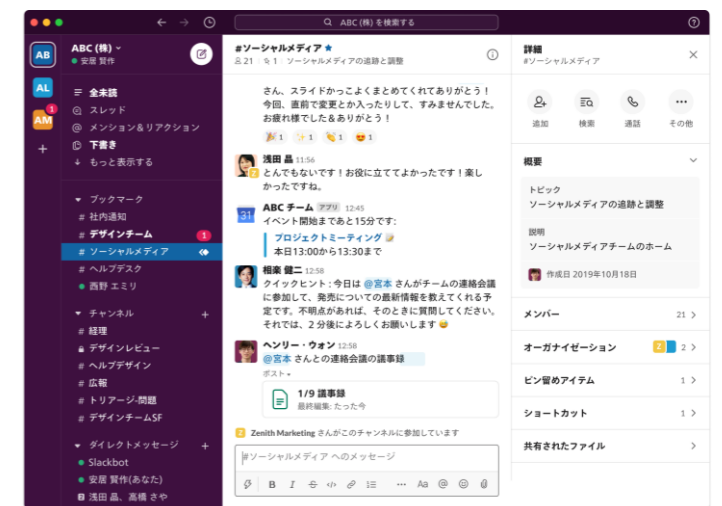 ABC (株) を検索する
AB
AL
AM
1
ABC (株)
安居 賢作
全未読
スレッド
メンション＆リアクション
下書き
もっと表示する
ブックマーク
# 社内通知
# デザインチーム 1
# ソーシャルメディア
# ヘルプデスク
西野 エミリ
チャンネル +
# 経理
デザインレビュー
# ヘルプデザイン
# 広報
# トリアージ-問題
# デザインチームSF
ダイレクトメッセージ +
Slackbot
安居 賢作(あなた)
2 浅田 晶、高橋 さや
#ソーシャルメディア ★
21 | 1 | ソーシャルメディアの追跡と調整
さん、スライドかっこよくまとめてくれてありがとう！
今回、直前で変更とか入ったりして、すみませんでした。
お疲れ様でした＆ありがとう！
1 1 1 1
浅田 晶 11:56
とんでもないです！お役に立ててよかったです！楽し
かったですね。
ABC チーム アプリ 12:45
31
イベント開始まであと15分です:
プロジェクトミーティング
本日13:00から13:30まで
相楽 健二 12:58
クイックヒント : 今日は @宮本 さんがチームの連絡会議
に参加して、発売についての最新情報を教えてくれる予
定です。不明点があれば、そのときに質問してください。
それでは、2 分後によろしくお願いします
ヘンリー・ウォン 12:58
@宮本 さんとの連絡会議の議事録
ポスト
1/9 議事録
最終編集: たった今
Z Zenith Marketing さんがこのチャンネルに参加しています
#ソーシャルメディア へのメッセージ
B I S </> ... Aa @
詳細
#ソーシャルメディア
追加 検索 通話 その他
概要
トピック
ソーシャルメディアの追跡と調整
説明
ソーシャルメディアチームのホーム
作成日 2019年10月18日
メンバー 21 >
オーガナイゼーション Z 2 >
ピン留めアイテム 1 >
ショートカット 1 >
共有されたファイル >